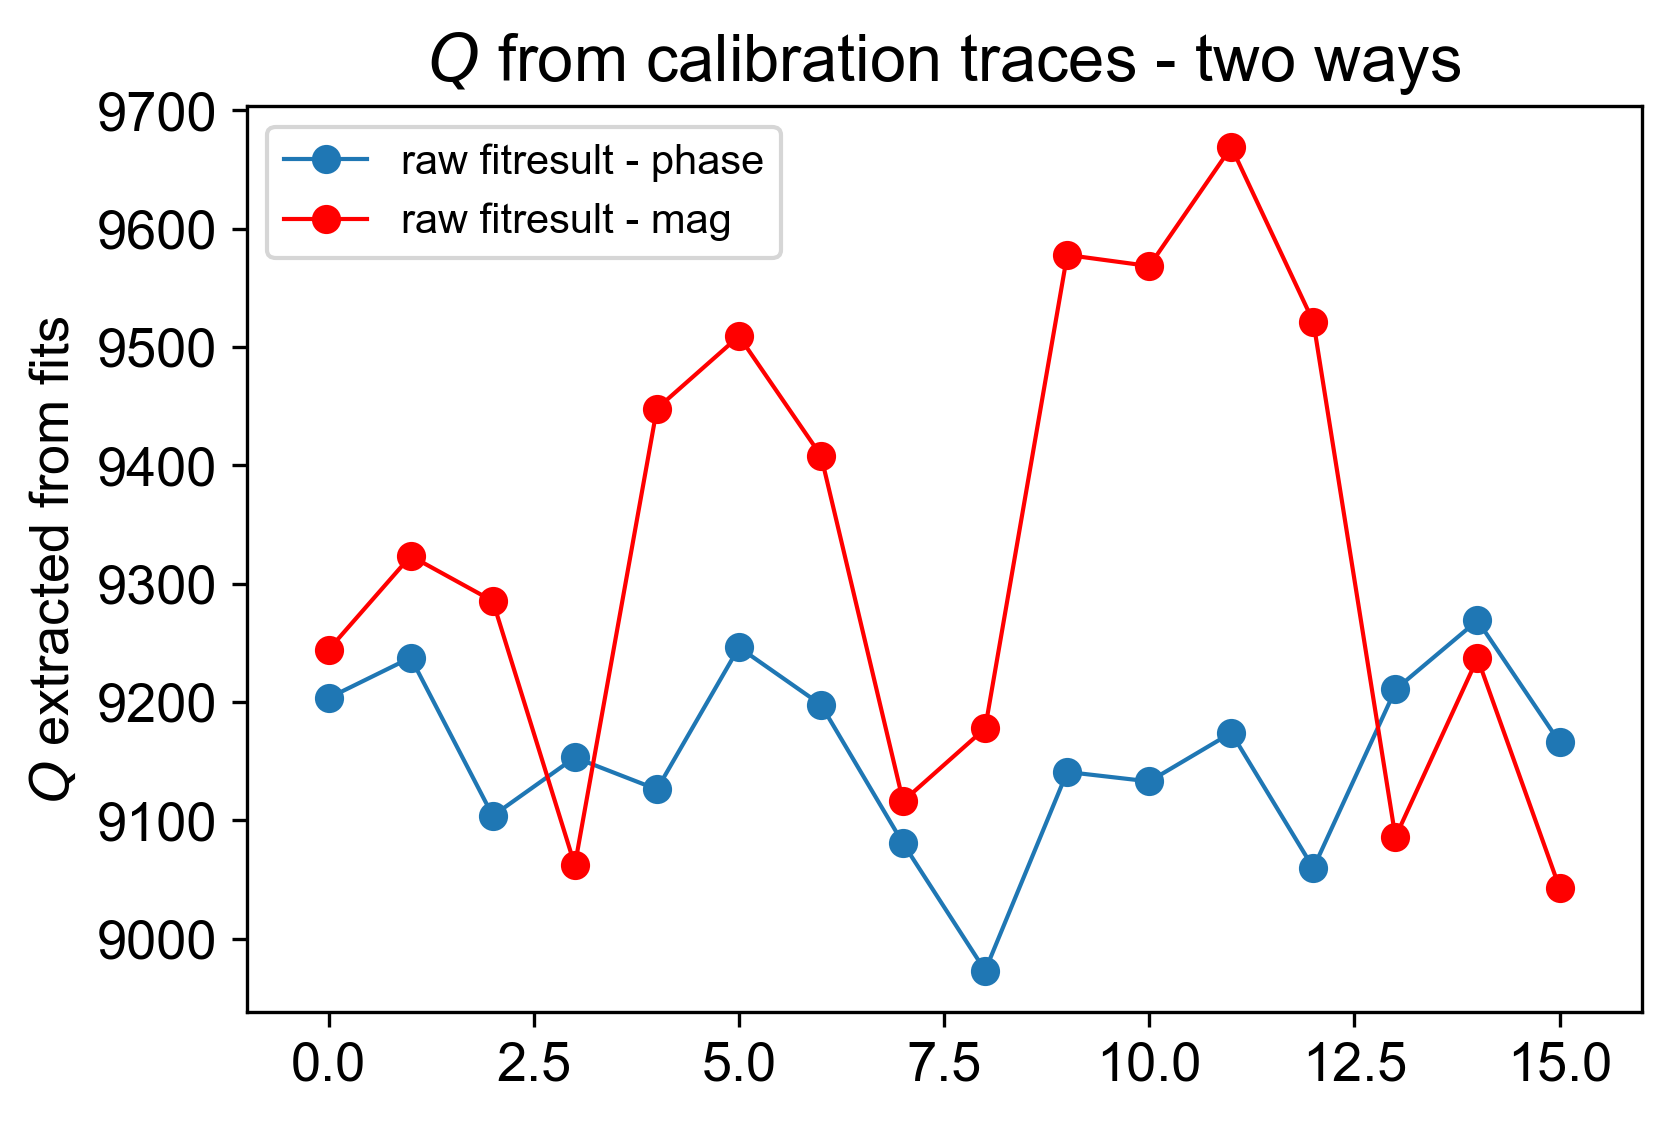 Q from calibration traces - two ways
raw fitresult - phase
raw fitresult - mag
Q extracted from fits
9700
9600
9500
9400
9300
9200
9100
9000
0.0 2.5 5.0 7.5 10.0 12.5 15.0